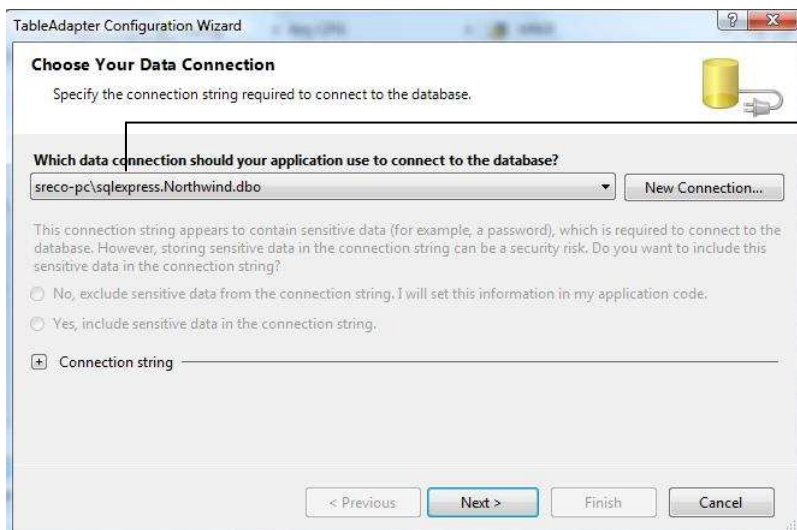 TableAdapter Configuration Wizard
Choose Your Data Connection
Specify the connection string required to connect to the database.
Which data connection should your application use to connect to the database?
sreco-pc\sqlexpress.Northwind.dbo
New Connection...
This connection string appears to contain sensitive data (for example, a password), which is required to connect to the
database. However, storing sensitive data in the connection string can be a security risk. Do you want to include this
sensitive data in the connection string?
No, exclude sensitive data from the connection string. I will set this information in my application code.
Yes, include sensitive data in the connection string.
+ Connection string
< Previous
Next >
Finish
Cancel